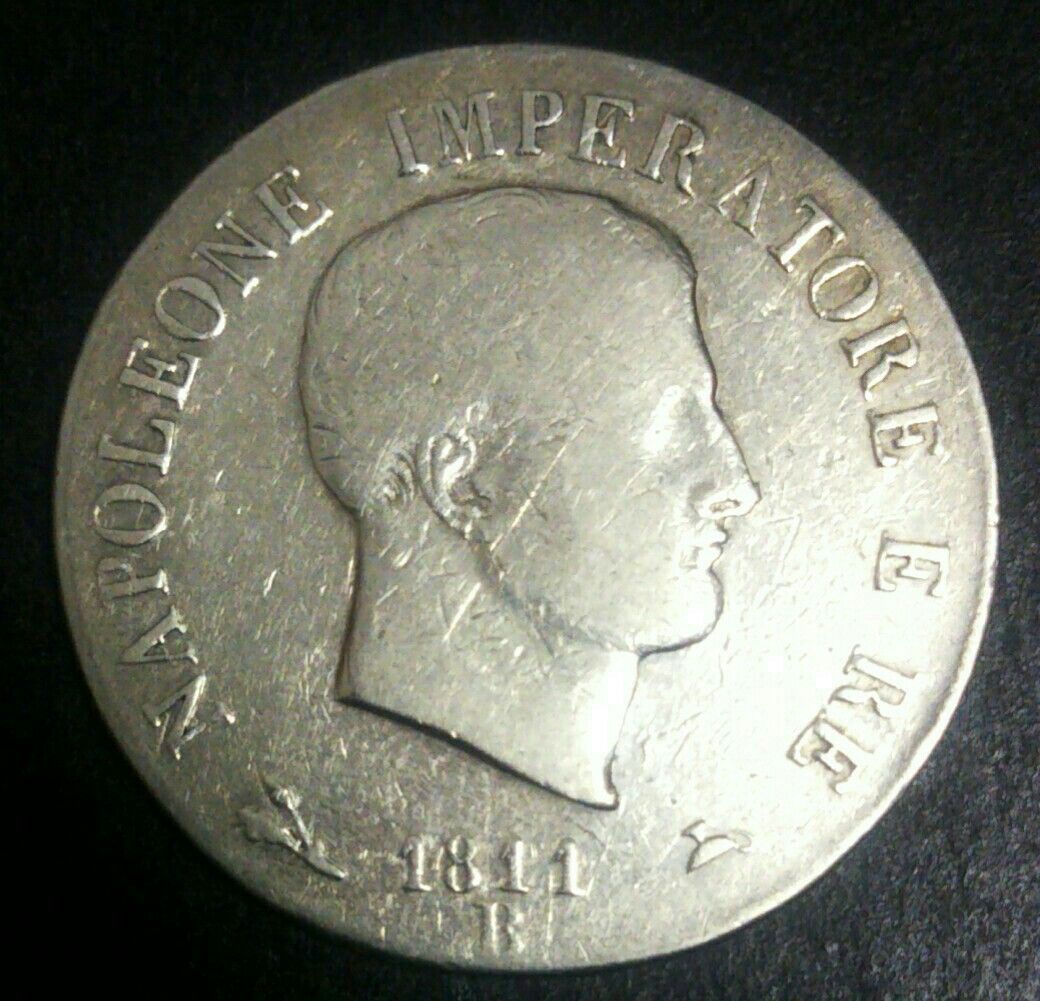 NAPOLEONE IMPERATORE E RE
1811
B